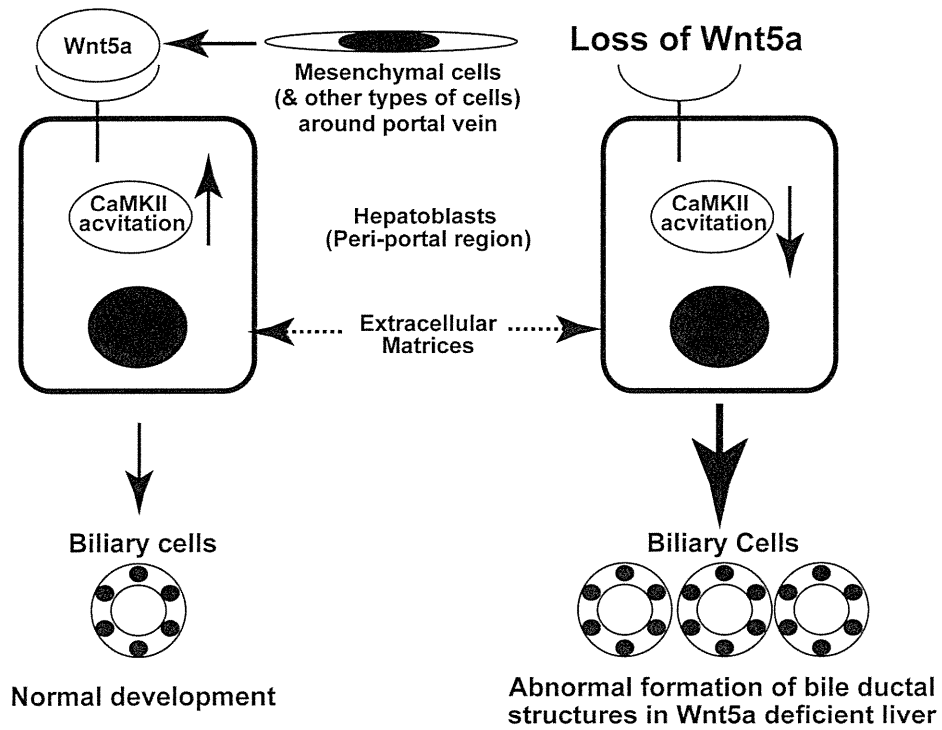 Wnt5a
Mesenchymal cells
(& other types of cells)
around portal vein
Loss of Wnt5a
CaMKII
acvitation
Hepatoblasts
(Peri-portal region)
CaMKII
acvitation
Extracellular
Matrices
Biliary cells
Biliary Cells
Normal development
Abnormal formation of bile ductal
structures in Wnt5a deficient liver